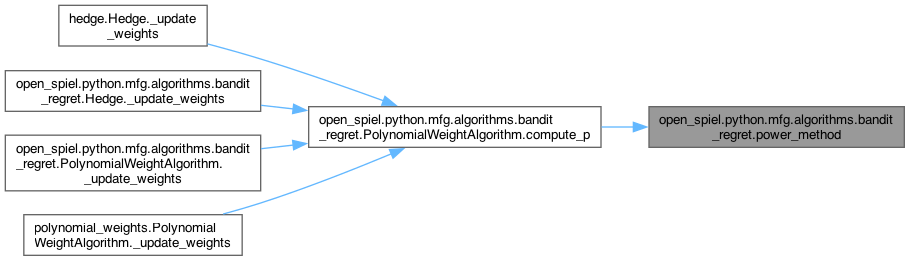 hedge.Hedge._update
_weights
open_spiel.python.mfg.algorithms.bandit
_regret.Hedge._update_weights
open_spiel.python.mfg.algorithms.bandit
_regret.PolynomialWeightAlgorithm.
_update_weights
polynomial_weights.Polynomial
WeightAlgorithm._update_weights
open_spiel.python.mfg.algorithms.bandit
_regret.PolynomialWeightAlgorithm.compute_p
open_spiel.python.mfg.algorithms.bandit
_regret.power_method